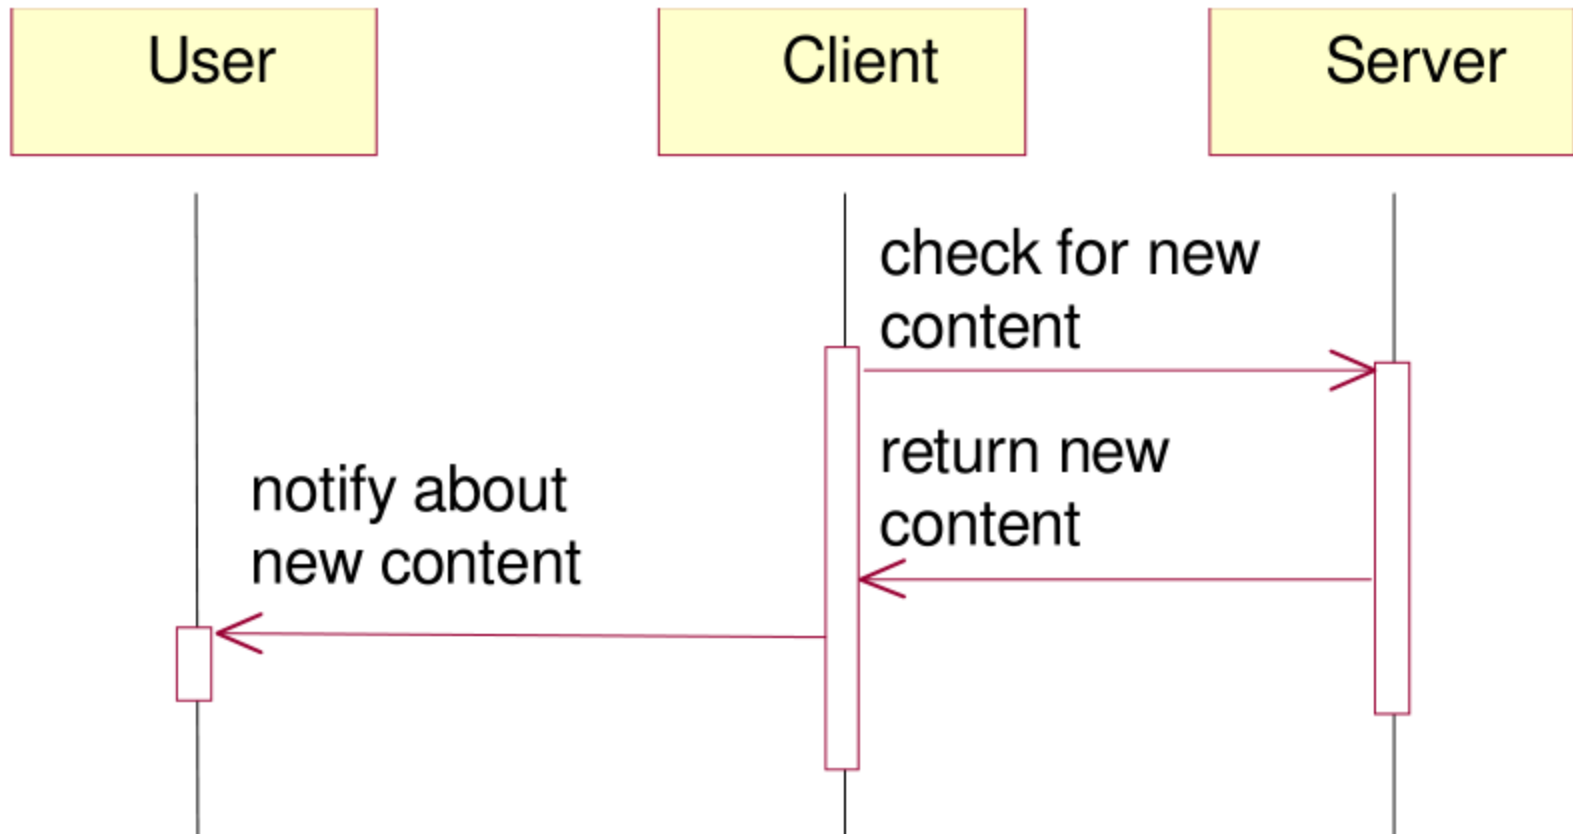 User
Client
Server
check for new
content
return new
content
notify about
new content